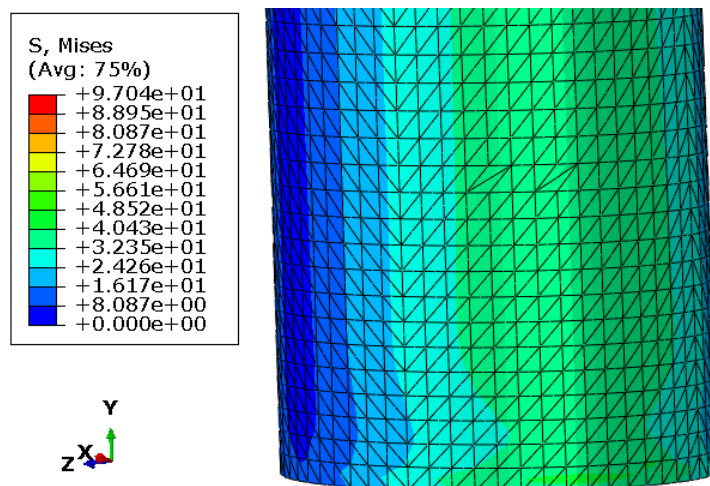 S, Mises
(Avg: 75%)
+9.704e+01
+8.895e+01
+8.087e+01
+7.278e+01
+6.469e+01
+5.661e+01
+4.852e+01
+4.043e+01
+3.235e+01
+2.426e+01
+1.617e+01
+8.087e+00
+0.000e+00
Y
X
Z